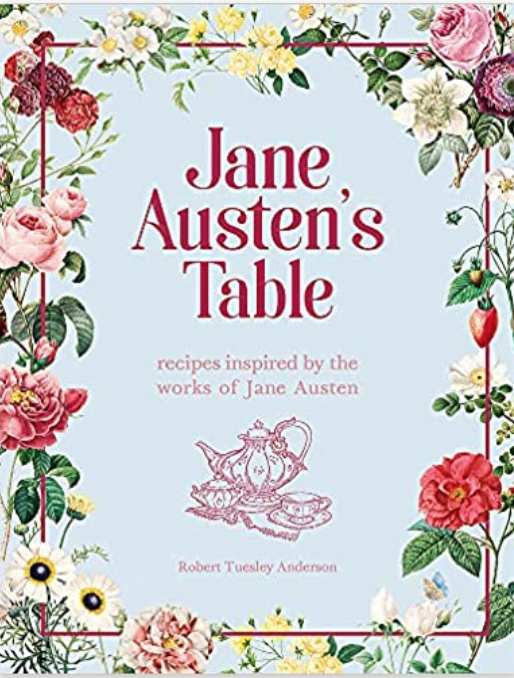 Jane
Austen's
Table
recipes inspired by the
works of Jane Austen
Robert Tuesley Anderson